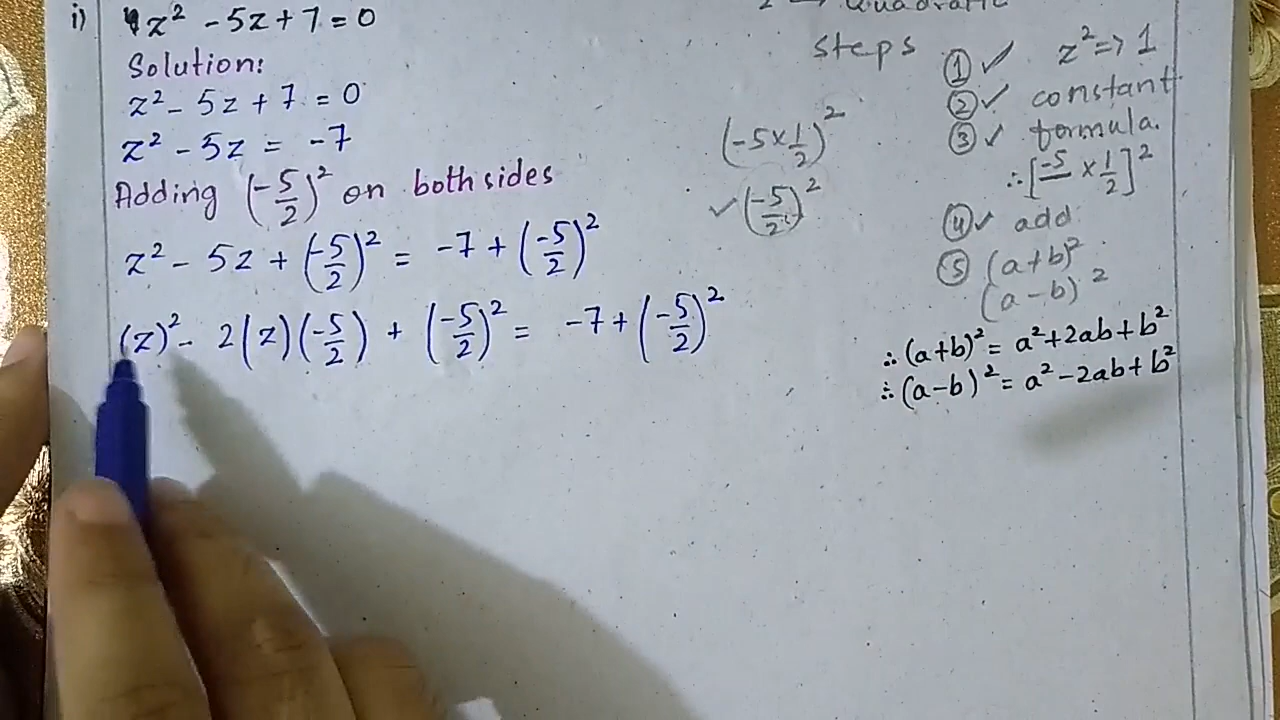 i) z² - 5z + 7 = 0
Solution:
z² - 5z + 7 = 0
z² - 5z = -7
Adding (-5/2)² on both sides
z² - 5z + (-5/2)² = -7 + (-5/2)²
(z)² - 2(z)(-5/2) + (-5/2)² = -7 + (-5/2)²
(-5 × 1/2)²
✓ (-5/2)²
Quadratic
steps
① ✓ z² => 1
② ✓ constant
③ ✓ formula.
∴ [-5 × 1/2]²
④ ✓ add
⑤ (a+b)²
(a-b)²
∴ (a+b)² = a²+2ab+b²
∴ (a-b)² = a²-2ab+b²